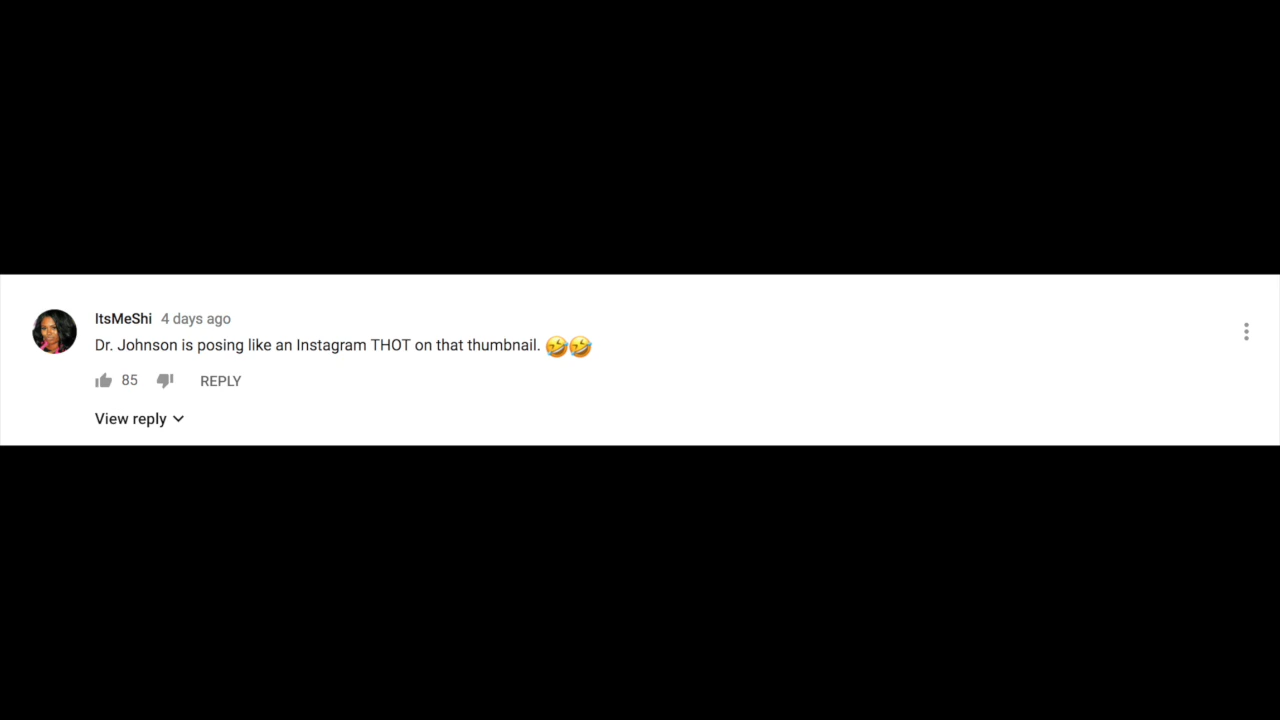 ItsMeShi 4 days ago
Dr. Johnson is posing like an Instagram THOT on that thumbnail. 🤣🤣
85 REPLY
View reply